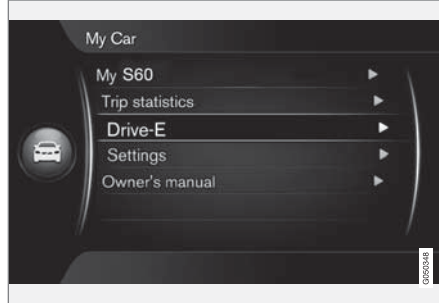 My Car
My S60
Trip statistics
Drive-E
Settings
Owner's manual
G050348